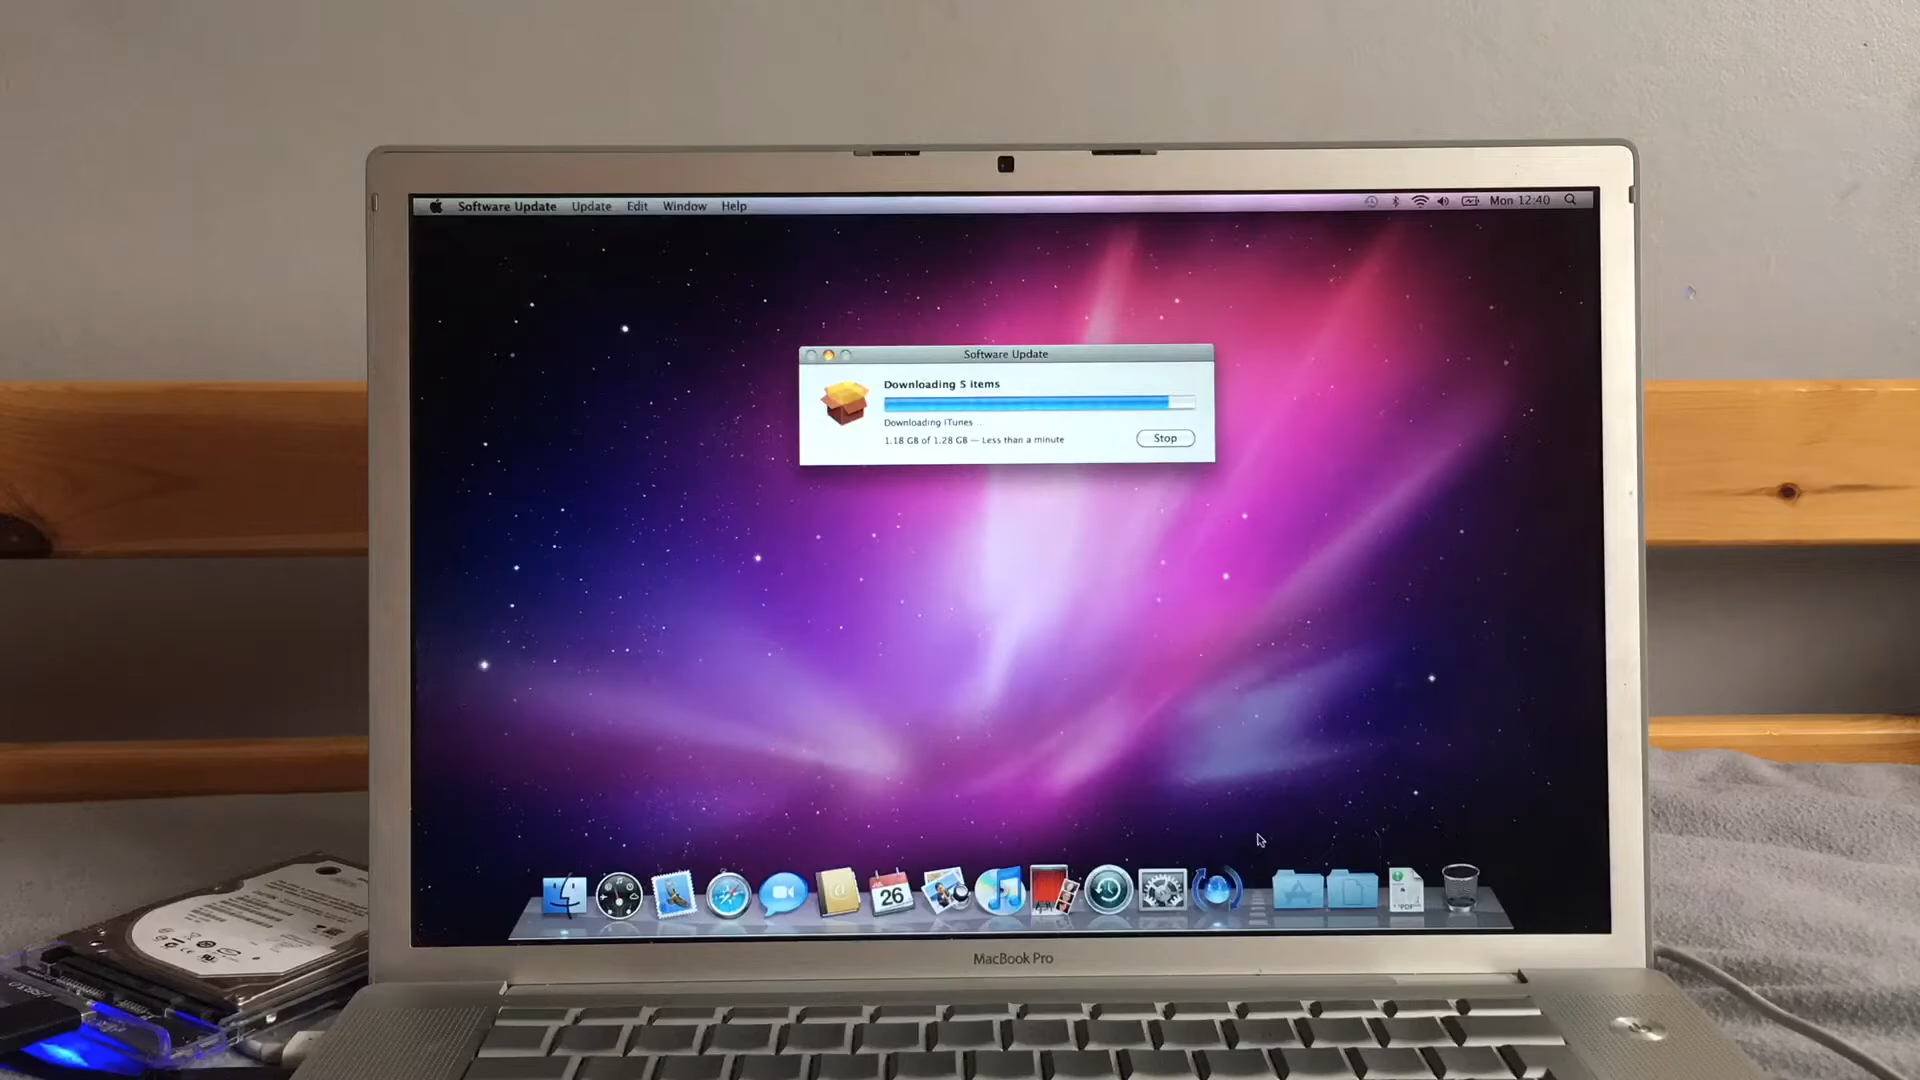 Software Update Update Edit Window Help Mon 12:40
Software Update
Downloading 5 items
Downloading iTunes...
1.18 GB of 1.28 GB — Less than a minute
Stop
26
PDF
MacBook Pro